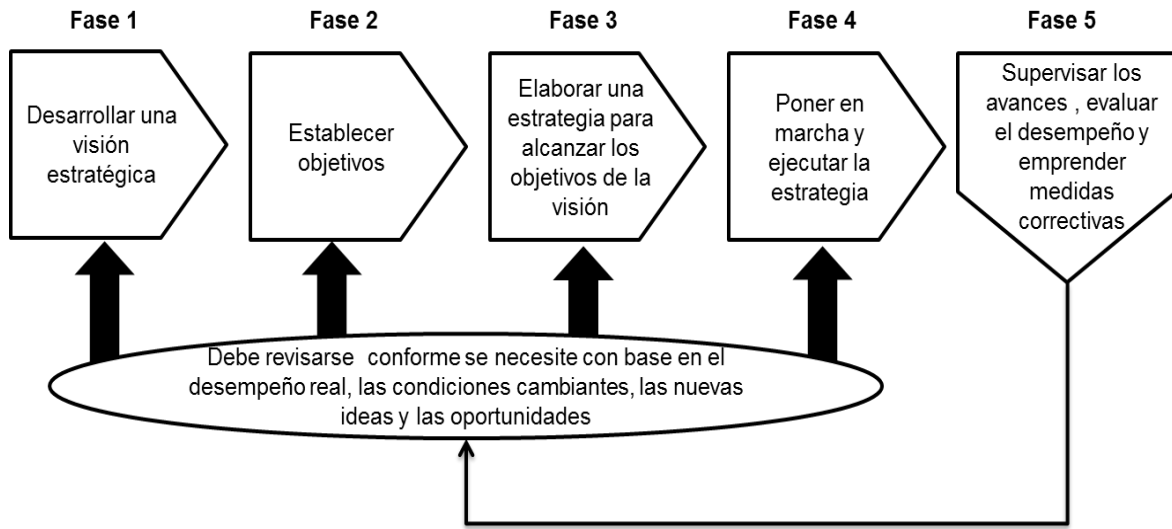 Fase 1
Fase 2
Fase 3
Fase 4
Fase 5
Desarrollar una
visión
estratégica
Establecer
objetivos
Elaborar una
estrategia para
alcanzar los
objetivos de la
visión
Poner en
marcha y
ejecutar la
estrategia
Supervisar los
avances , evaluar
el desempeño y
emprender
medidas
correctivas
Debe revisarse conforme se necesite con base en el
desempeño real, las condiciones cambiantes, las nuevas
ideas y las oportunidades